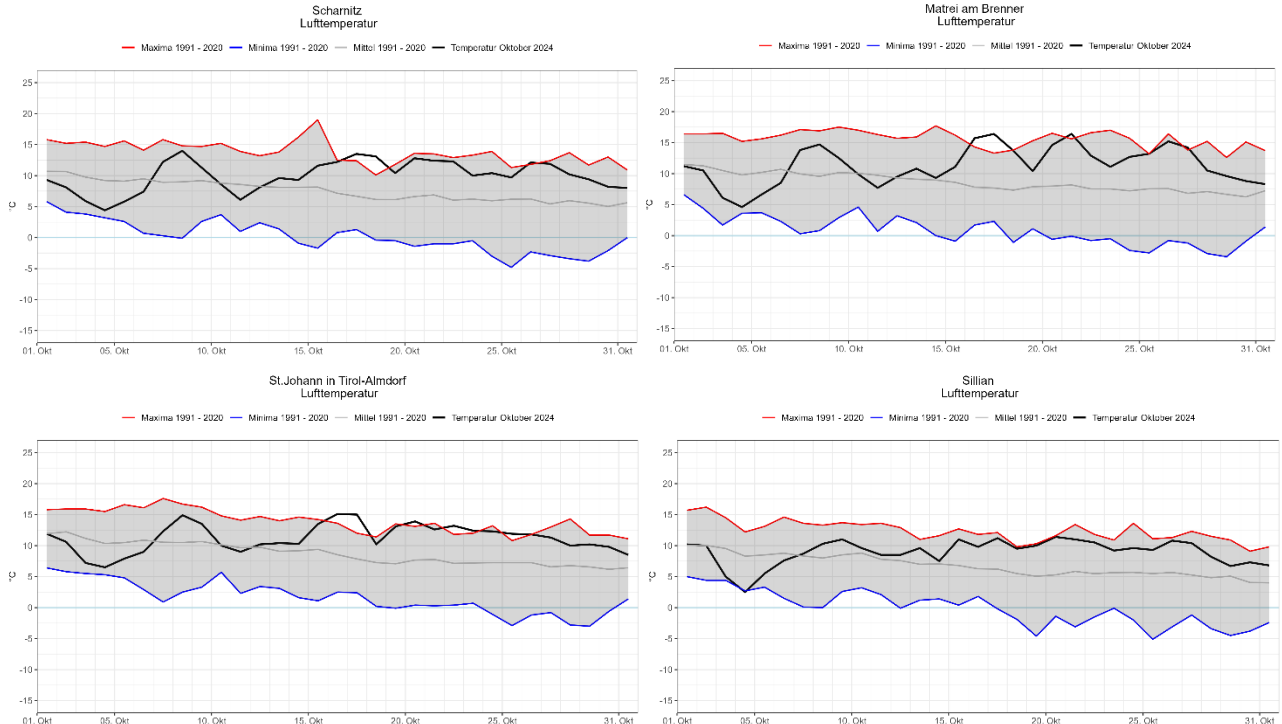 Scharnitz
Lufttemperatur
Maxima 1991 - 2020 Minima 1991 - 2020 Mittel 1991 - 2020 Temperatur Oktober 2024
25
20
15
10
5
0
-5
-10
-15
°C
01. Okt 05. Okt 10. Okt 15. Okt 20. Okt 25. Okt 31. Okt
Matrei am Brenner
Lufttemperatur
Maxima 1991 - 2020 Minima 1991 - 2020 Mittel 1991 - 2020 Temperatur Oktober 2024
25
20
15
10
5
0
-5
-10
-15
°C
01. Okt 05. Okt 10. Okt 15. Okt 20. Okt 25. Okt 31. Okt
St.Johann in Tirol-Almdorf
Lufttemperatur
Maxima 1991 - 2020 Minima 1991 - 2020 Mittel 1991 - 2020 Temperatur Oktober 2024
25
20
15
10
5
0
-5
-10
-15
°C
01. Okt 05. Okt 10. Okt 15. Okt 20. Okt 25. Okt 31. Okt
Sillian
Lufttemperatur
Maxima 1991 - 2020 Minima 1991 - 2020 Mittel 1991 - 2020 Temperatur Oktober 2024
25
20
15
10
5
0
-5
-10
-15
°C
01. Okt 05. Okt 10. Okt 15. Okt 20. Okt 25. Okt 31. Okt